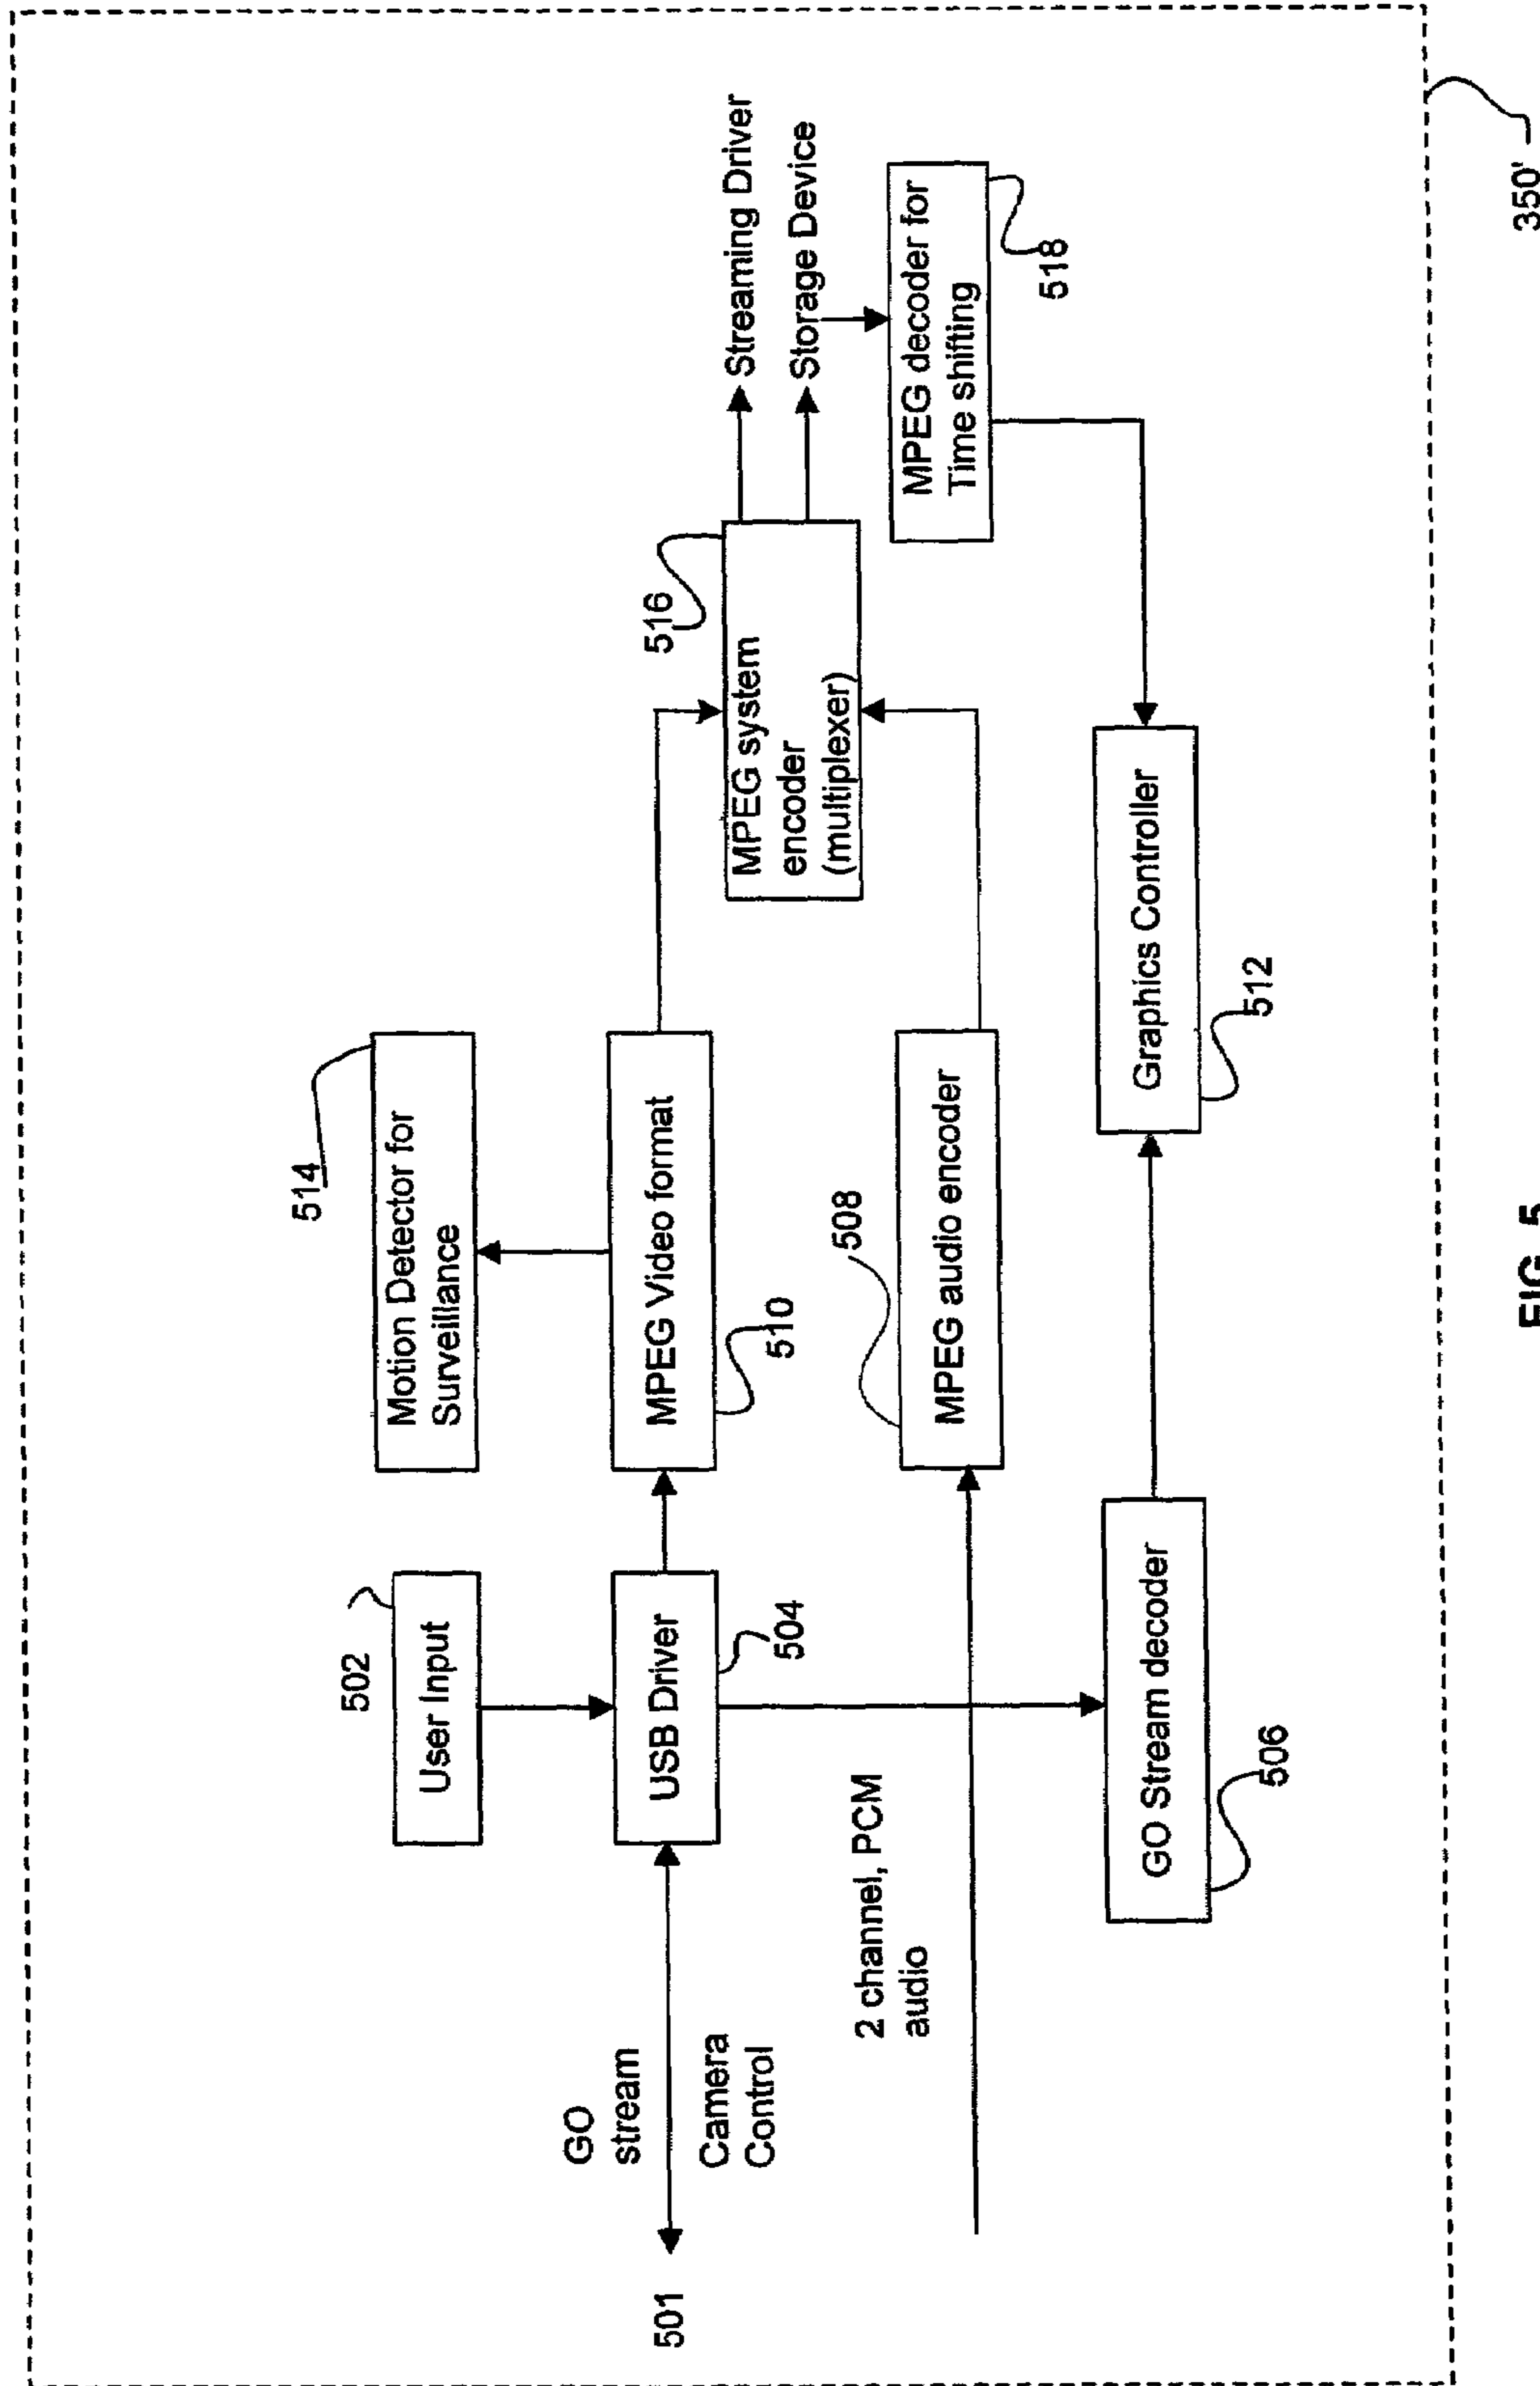 514
Motion Detector for
Surveillance
502
User Input
516
MPEG system
encoder
(multiplexer)
Streaming Driver
Storage Device
GO
stream
501
Camera
Control
USB Driver
504
MPEG Video format
510
508
MPEG audio encoder
2 channel, PCM
audio
MPEG decoder for
Time shifting
518
GO Stream decoder
506
Graphics Controller
512
350'
FIG. 5